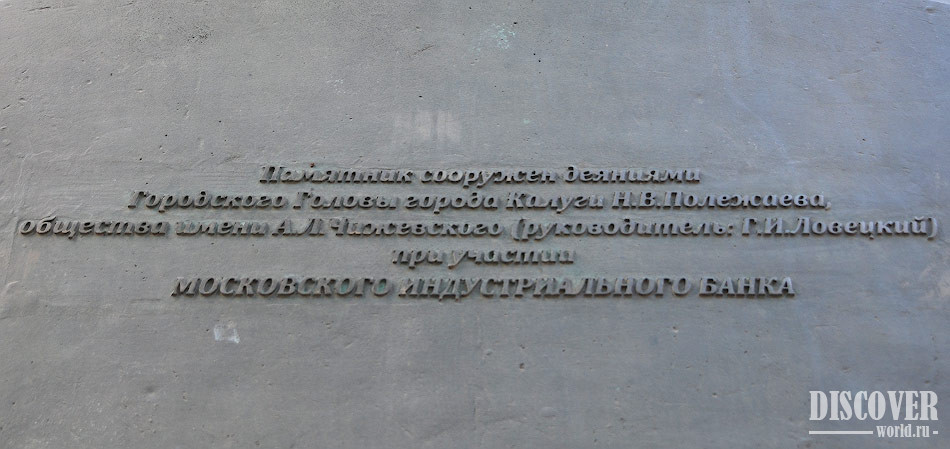 Памятник сооружен деяниями
Городского Головы города Калуги Н.В.Полежаева,
общества имени А.Л.Чижевского (руководитель: Г.И.Ловецкий)
при участии
МОСКОВСКОГО ИНДУСТРИАЛЬНОГО БАНКА
DISCOVER
world.ru